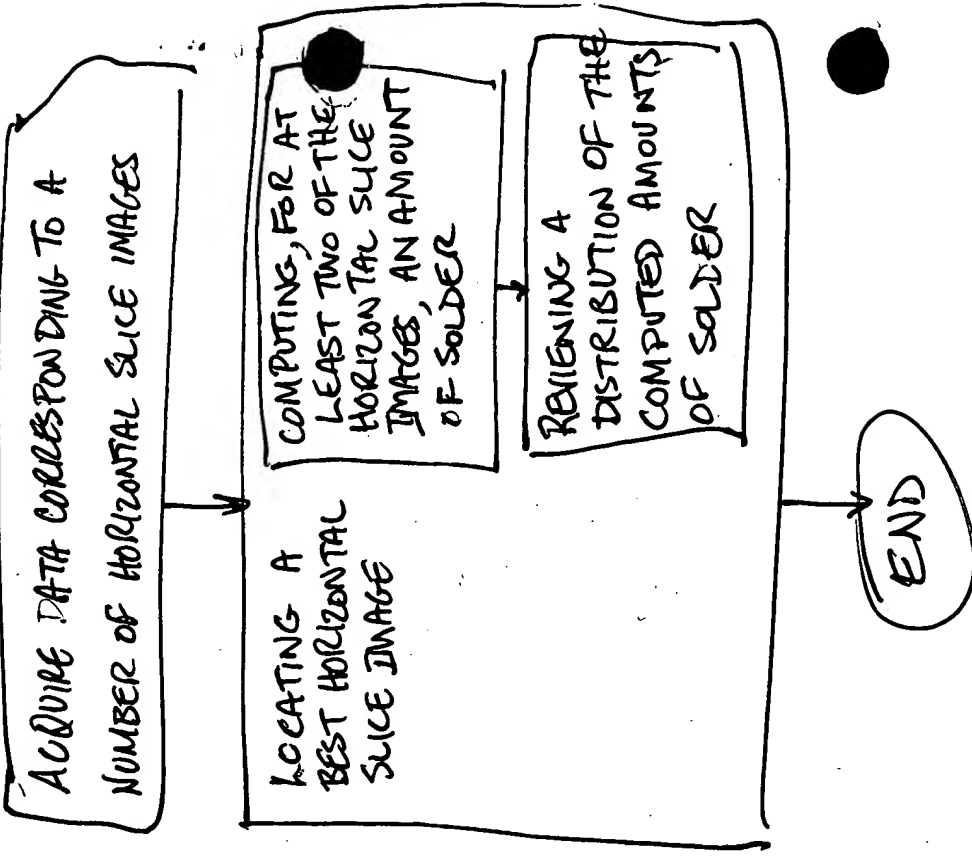 ACQUIRE DATA CORRESPONDING TO A
NUMBER OF HORIZONTAL SLICE IMAGES
LOCATING A
BEST HORIZONTAL
SLICE IMAGE
COMPUTING, FOR AT
LEAST TWO OF THE
HORIZONTAL SLICE
IMAGES, AN AMOUNT
OF SOLDER
REVIEWING A
DISTRIBUTION OF THE
COMPUTED AMOUNTS
OF SOLDER
END